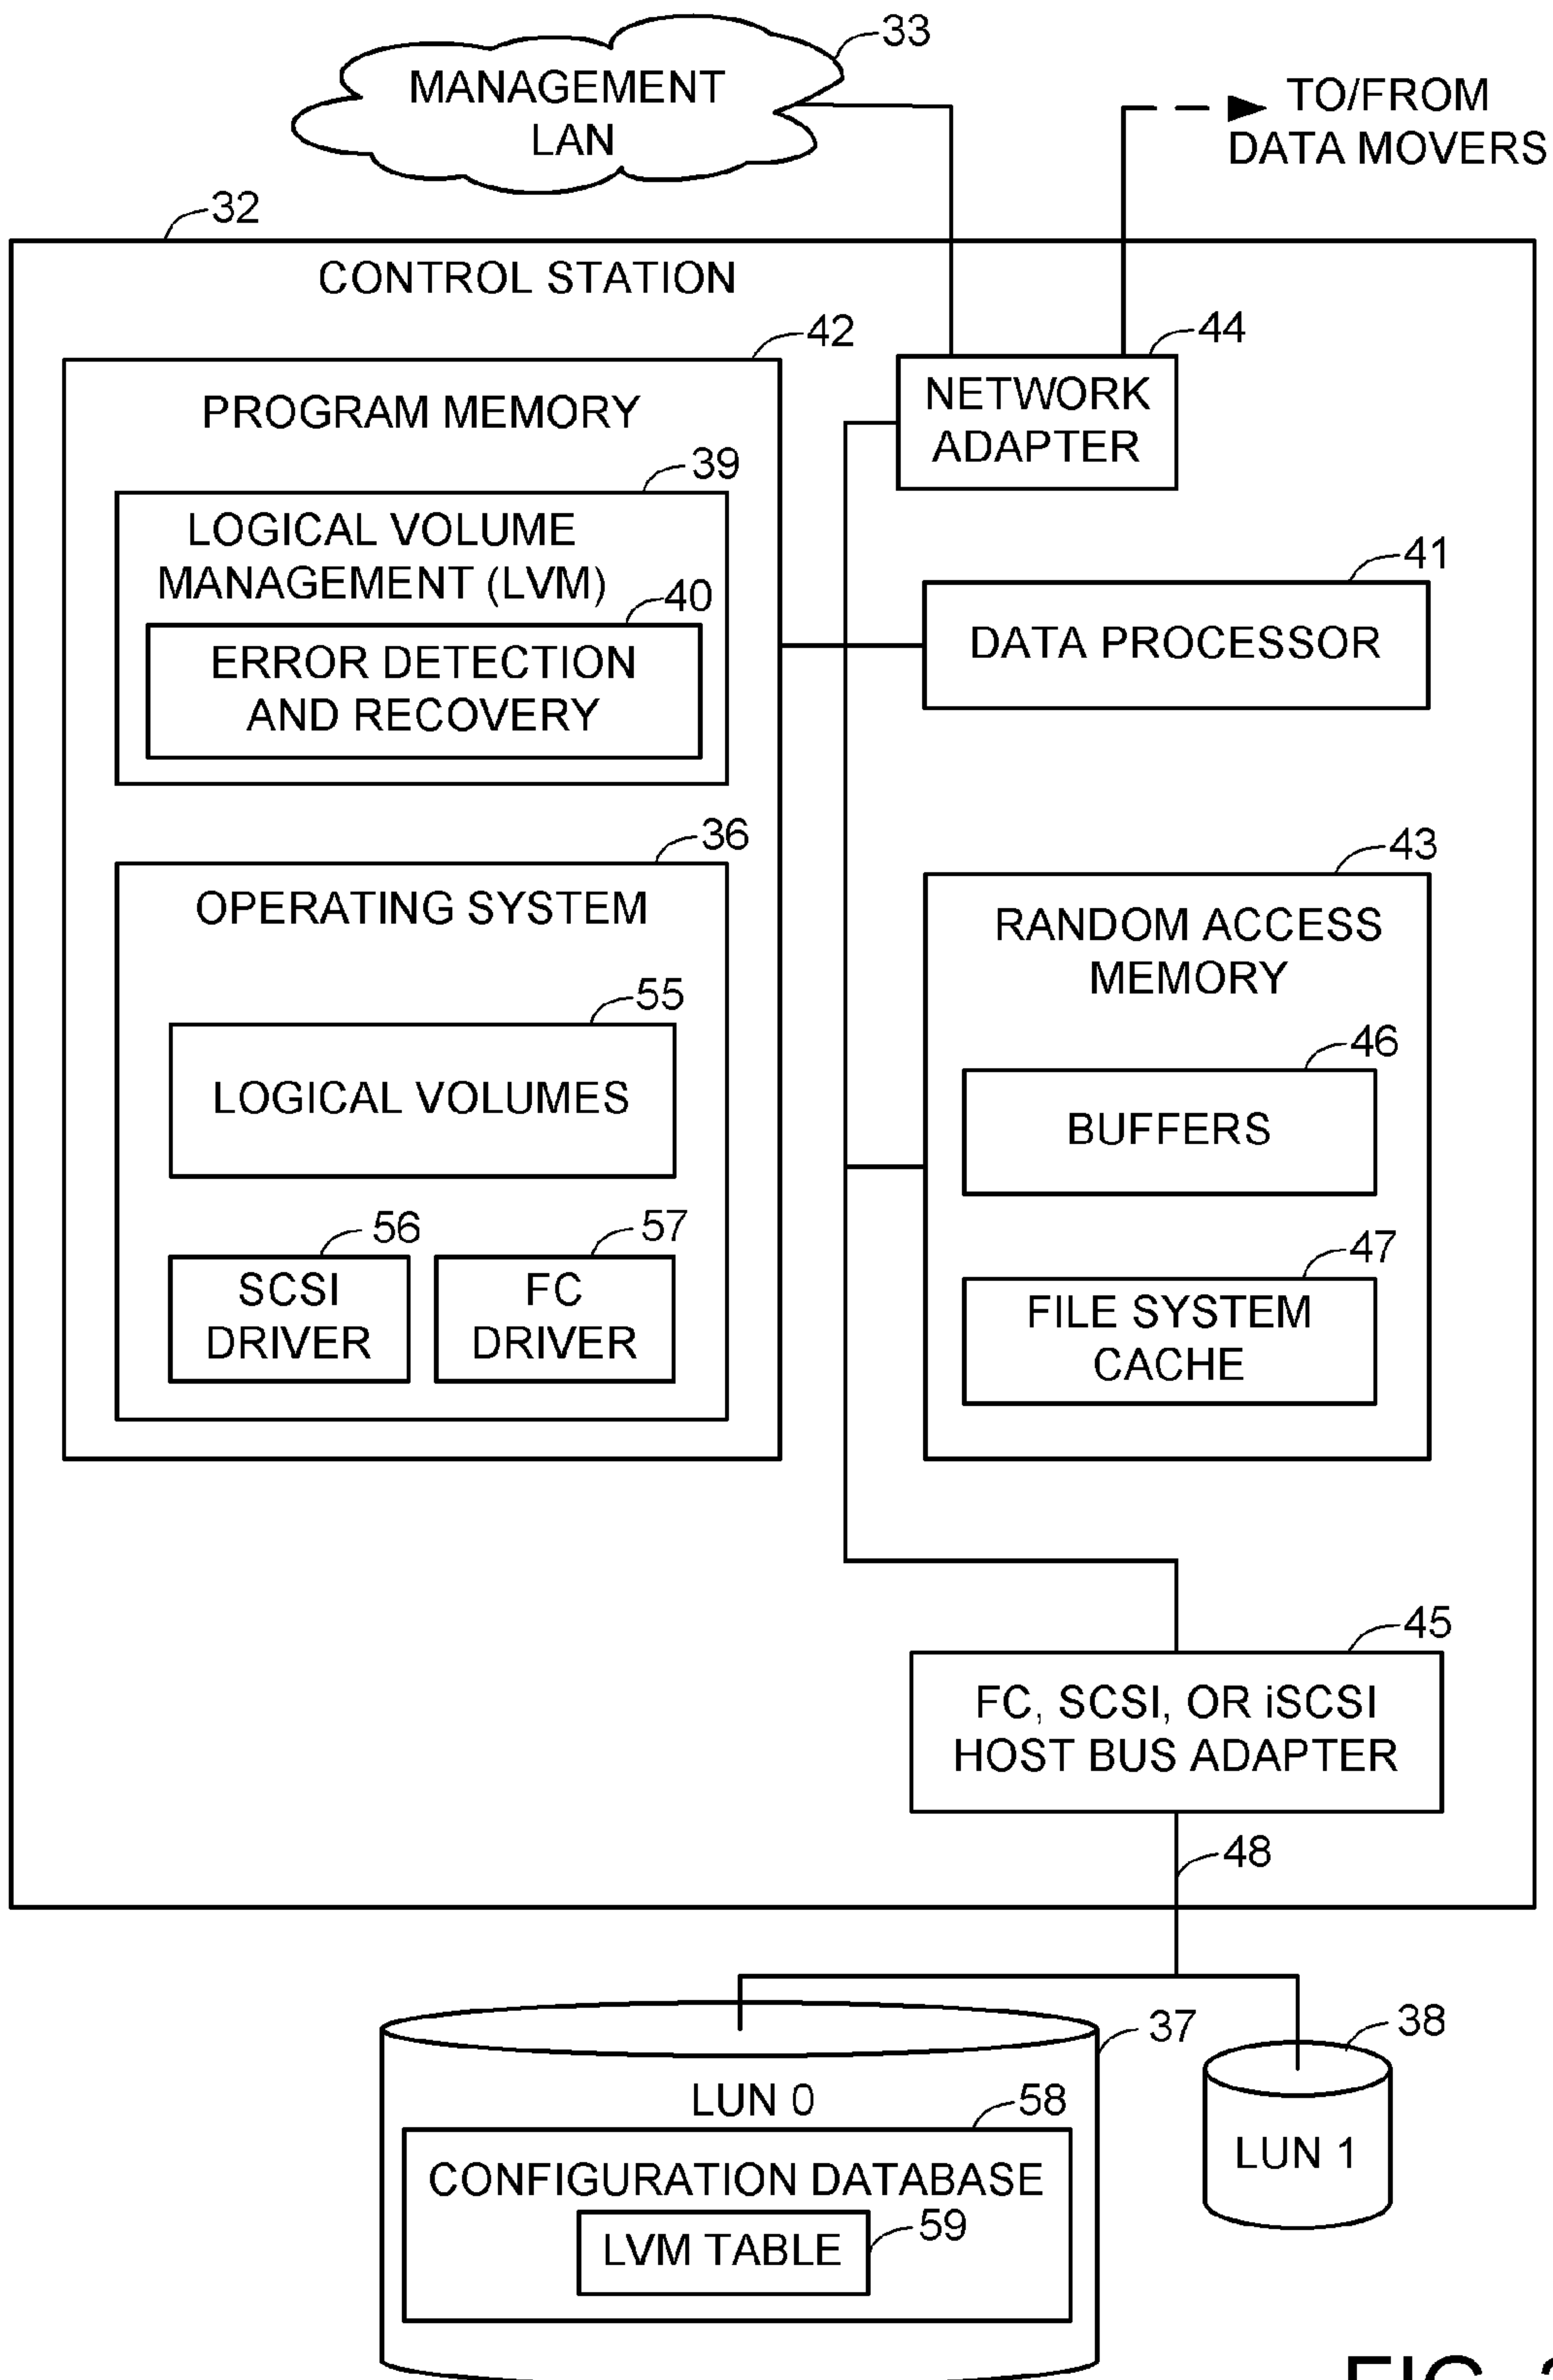 33
MANAGEMENT
LAN
TO/FROM
DATA MOVERS
32
CONTROL STATION
42
PROGRAM MEMORY
44
NETWORK
ADAPTER
39
LOGICAL VOLUME
MANAGEMENT (LVM)
40
ERROR DETECTION
AND RECOVERY
41
DATA PROCESSOR
36
OPERATING SYSTEM
55
LOGICAL VOLUMES
56
SCSI
DRIVER
57
FC
DRIVER
43
RANDOM ACCESS
MEMORY
46
BUFFERS
47
FILE SYSTEM
CACHE
45
FC, SCSI, OR iSCSI
HOST BUS ADAPTER
48
37
LUN 0
58
CONFIGURATION DATABASE
LVM TABLE
59
38
LUN 1
FIG.